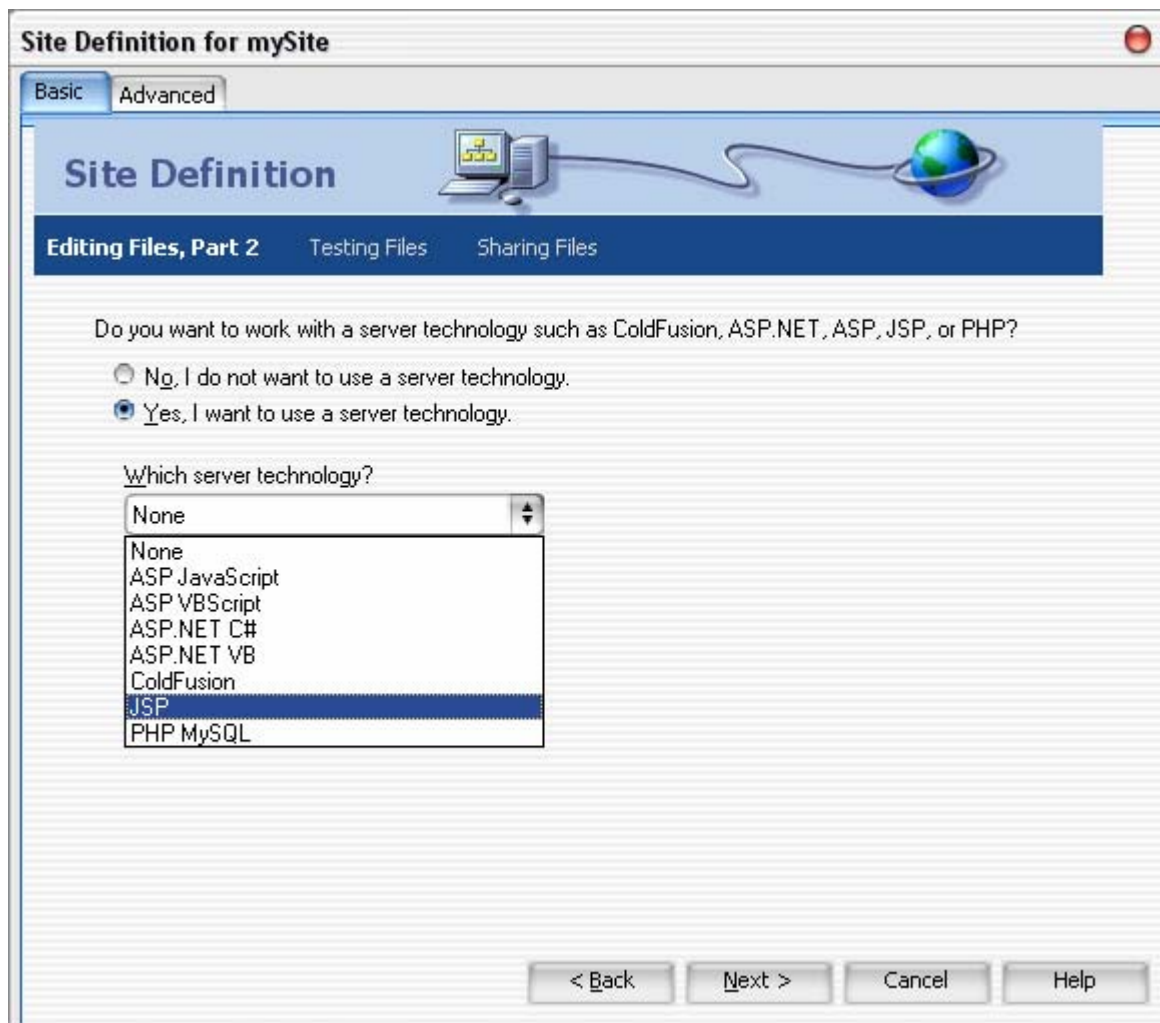 Site Definition for mySite
Basic Advanced
Site Definition
Editing Files, Part 2 Testing Files Sharing Files
Do you want to work with a server technology such as ColdFusion, ASP.NET, ASP, JSP, or PHP?
No, I do not want to use a server technology.
Yes, I want to use a server technology.
Which server technology?
None
None
ASP JavaScript
ASP VBScript
ASP.NET C#
ASP.NET VB
ColdFusion
JSP
PHP MySQL
< Back Next > Cancel Help